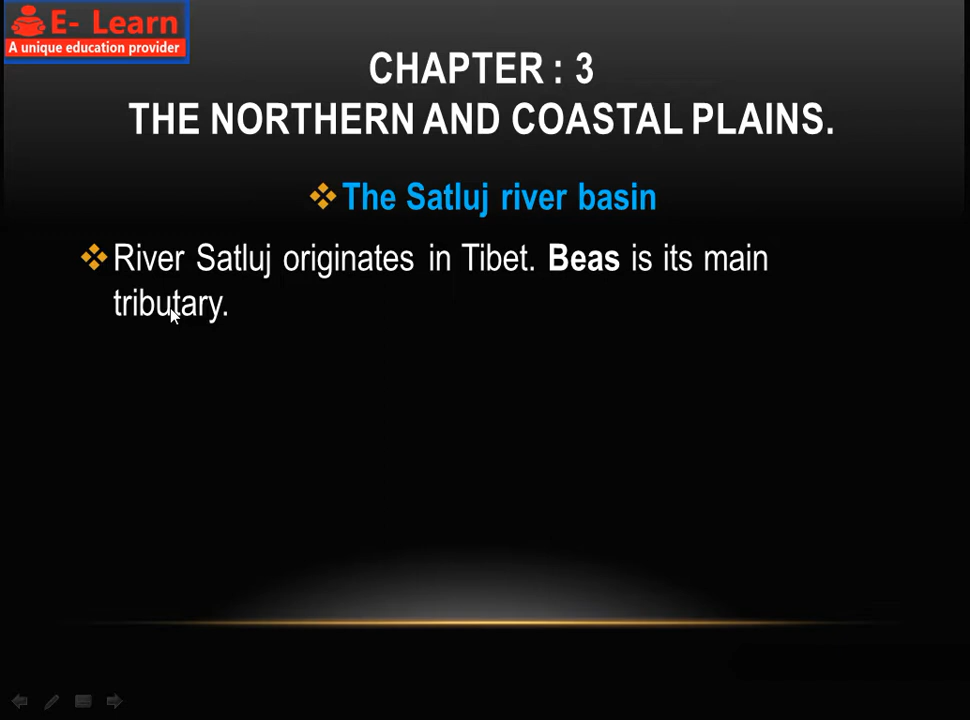 E- Learn
A unique education provider
CHAPTER : 3
THE NORTHERN AND COASTAL PLAINS.
The Satluj river basin
River Satluj originates in Tibet. Beas is its main
tributary.